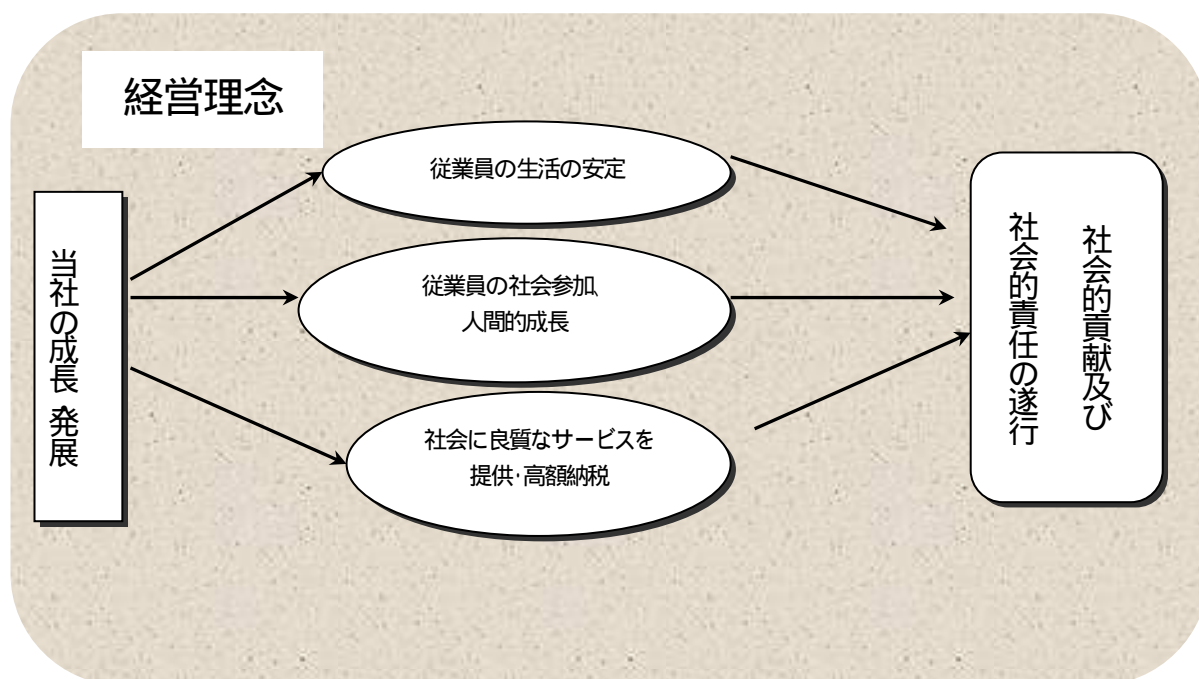 経営理念
当社の成長 発展
従業員の生活の安定
従業員の社会参加、
人間的成長
社会に良質なサービスを
提供・高額納税
社会的貢献及び
社会的責任の遂行